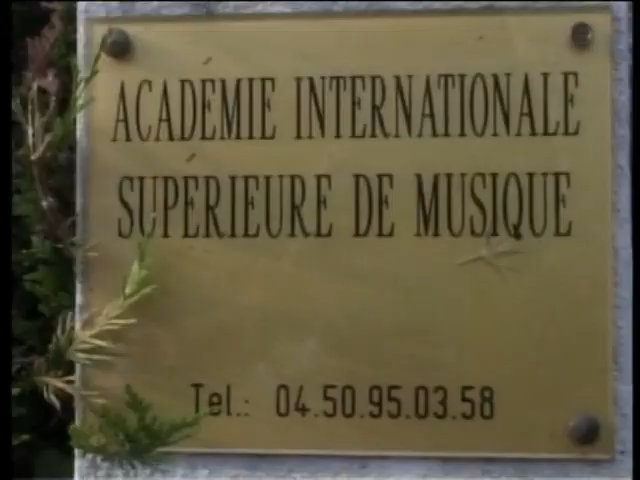 ACADÉMIE INTERNATIONALE
SUPÉRIEURE DE MUSIQUE
Tel.: 04.50.95.03.58